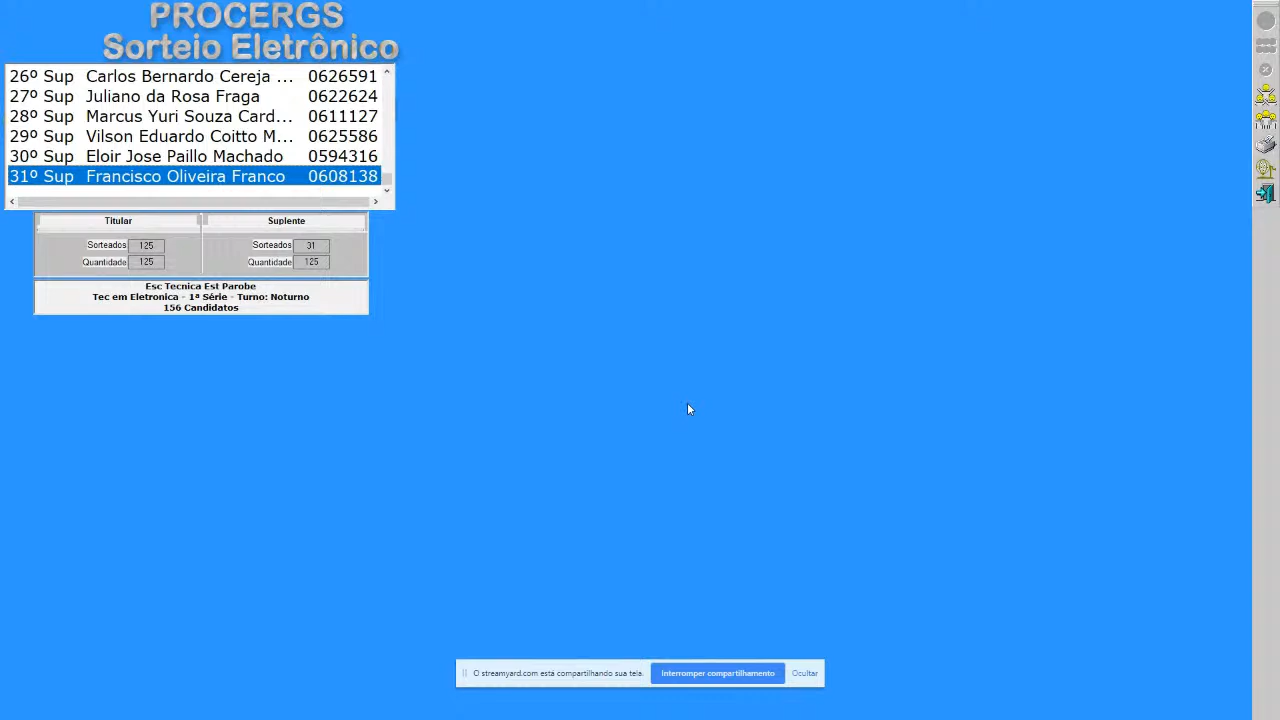 PROCERGS
Sorteio Eletrônico
26º Sup Carlos Bernardo Cereja ... 0626591
27º Sup Juliano da Rosa Fraga 0622624
28º Sup Marcus Yuri Souza Card... 0611127
29º Sup Vilson Eduardo Coitto M... 0625586
30º Sup Eloir Jose Paillo Machado 0594316
31º Sup Francisco Oliveira Franco 0608138
Titular Suplente
Sorteados 125 Sorteados 31
Quantidade 125 Quantidade 125
Esc Tecnica Est Parobe
Tec em Eletronica - 1ª Série - Turno: Noturno
156 Candidatos
O streamyard.com está compartilhando sua tela. Interromper compartilhamento Ocultar